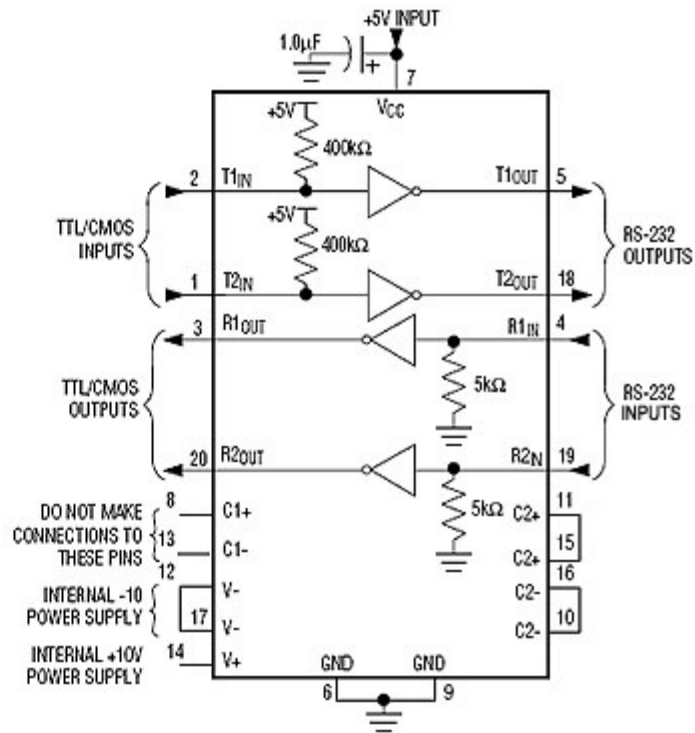 +5V INPUT
1.0µF
+
7
VCC
+5V
400kΩ
2
T1IN
T1OUT
5
+5V
400kΩ
TTL/CMOS
INPUTS
RS-232
OUTPUTS
1
T2IN
T2OUT
18
3
R1OUT
R1IN
4
TTL/CMOS
OUTPUTS
5kΩ
RS-232
INPUTS
20
R2OUT
R2IN
19
DO NOT MAKE
CONNECTIONS TO
THESE PINS
8
C1+
13
C1-
5kΩ
11
C2+
15
C2+
INTERNAL -10
POWER SUPPLY
12
V-
17
V-
16
C2-
10
C2-
INTERNAL +10V
POWER SUPPLY
14
V+
GND
GND
6
9